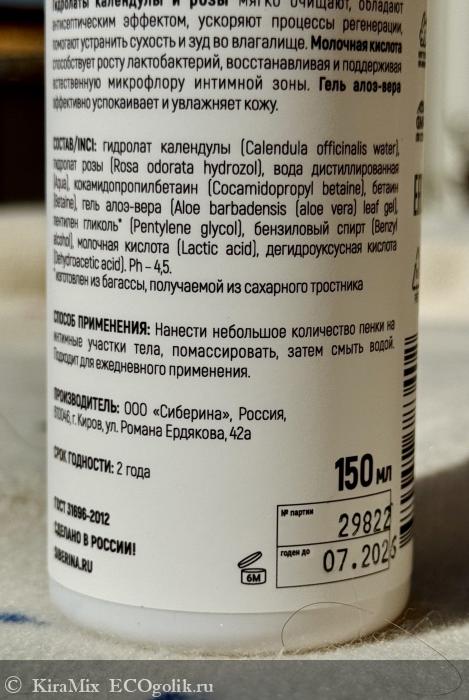 гидролаты календулы и розы мягко очищают, обладают
антисептическим эффектом, ускоряют процессы регенерации,
помогают устранить сухость и зуд во влагалище. Молочная кислота
способствует росту лактобактерий, восстанавливая и поддерживая
естественную микрофлору интимной зоны. Гель алоэ-вера
эффективно успокаивает и увлажняет кожу.
СОСТАВ/INCI: гидролат календулы (Calendula officinalis water),
гидролат розы (Rosa odorata hydrozol), вода дистиллированная
(Aqua), кокамидопропилбетаин (Cocamidopropyl betaine), бетаин
(Betaine), гель алоэ-вера (Aloe barbadensis (aloe vera) leaf gel),
пентилен гликоль* (Pentylene glycol), бензиловый спирт (Benzyl
alcohol), молочная кислота (Lactic acid), дегидроуксусная кислота
(Dehydroacetic acid). Ph – 4,5.
*изготовлен из багассы, получаемой из сахарного тростника
СПОСОБ ПРИМЕНЕНИЯ: Нанести небольшое количество пенки на
интимные участки тела, помассировать, затем смыть водой.
Подходит для ежедневного применения.
ПРОИЗВОДИТЕЛЬ: ООО «Сиберина», Россия,
610046, г. Киров, ул. Романа Ердякова, 42а
СРОК ГОДНОСТИ: 2 года
150 мл
ГОСТ 31696-2012
СДЕЛАНО В РОССИИ!
SIBERINA.RU
6M
№ партии
29822
годен до
07.2026
© KiraMix ECOgolik.ru